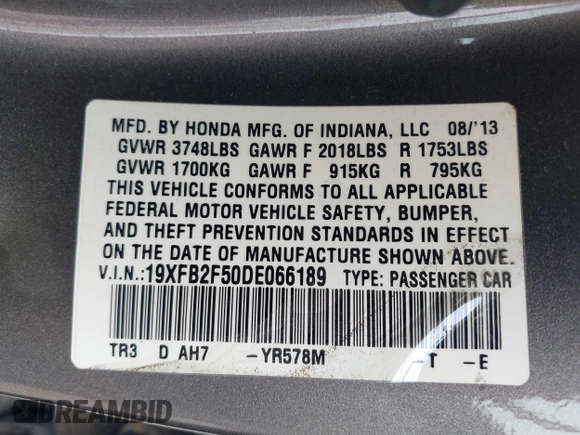 MFD. BY HONDA MFG. OF INDIANA, LLC 08/'13
GVWR 3748LBS GAWR F 2018LBS R 1753LBS
GVWR 1700KG GAWR F 915KG R 795KG
THIS VEHICLE CONFORMS TO ALL APPLICABLE
FEDERAL MOTOR VEHICLE SAFETY, BUMPER,
AND THEFT PREVENTION STANDARDS IN EFFECT
ON THE DATE OF MANUFACTURE SHOWN ABOVE.
V.I.N.:19XFB2F50DE066189 TYPE: PASSENGER CAR
TR3 D AH7 -YR578M -T -E
DREAMBID